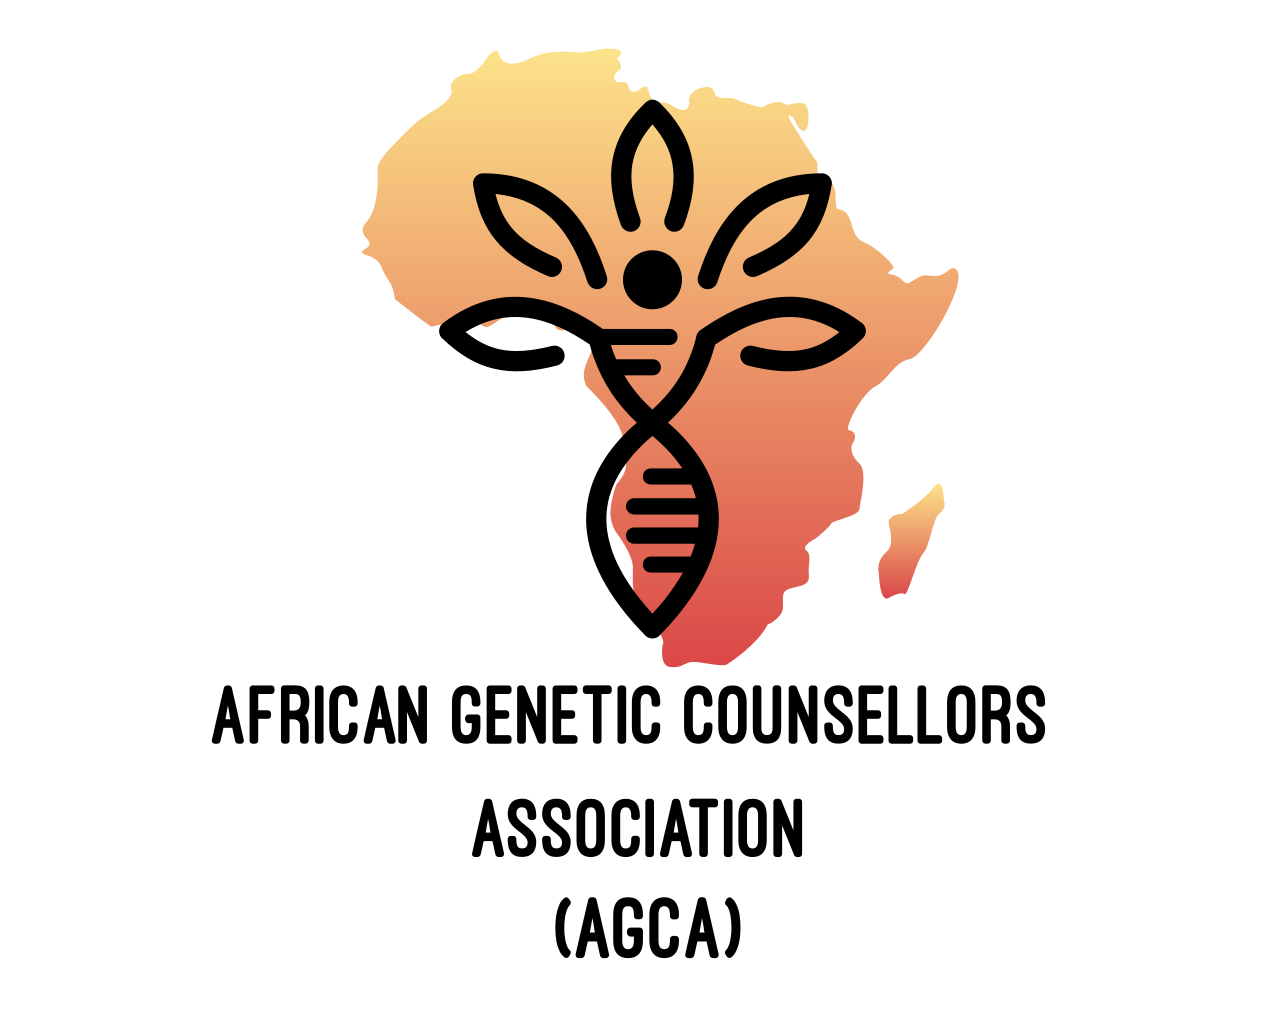 AFRICAN GENETIC COUNSELLORS
ASSOCIATION
(AGCA)